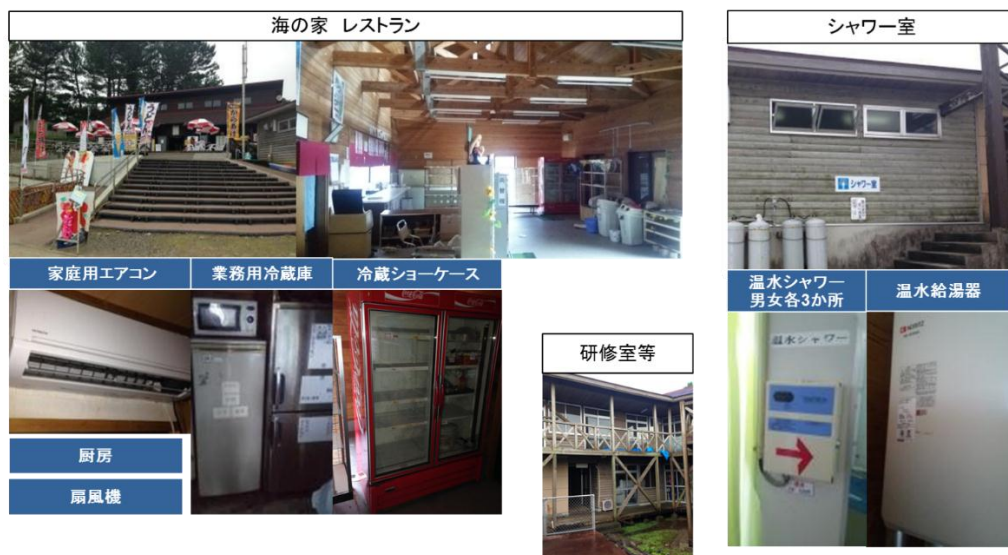 海の家 レストラン
シャワー室
シャワー室
家庭用エアコン
業務用冷蔵庫
冷蔵ショーケース
温水シャワー
男女各3か所
温水給湯器
研修室等
温水シャワー
NORITZ
厨房
扇風機